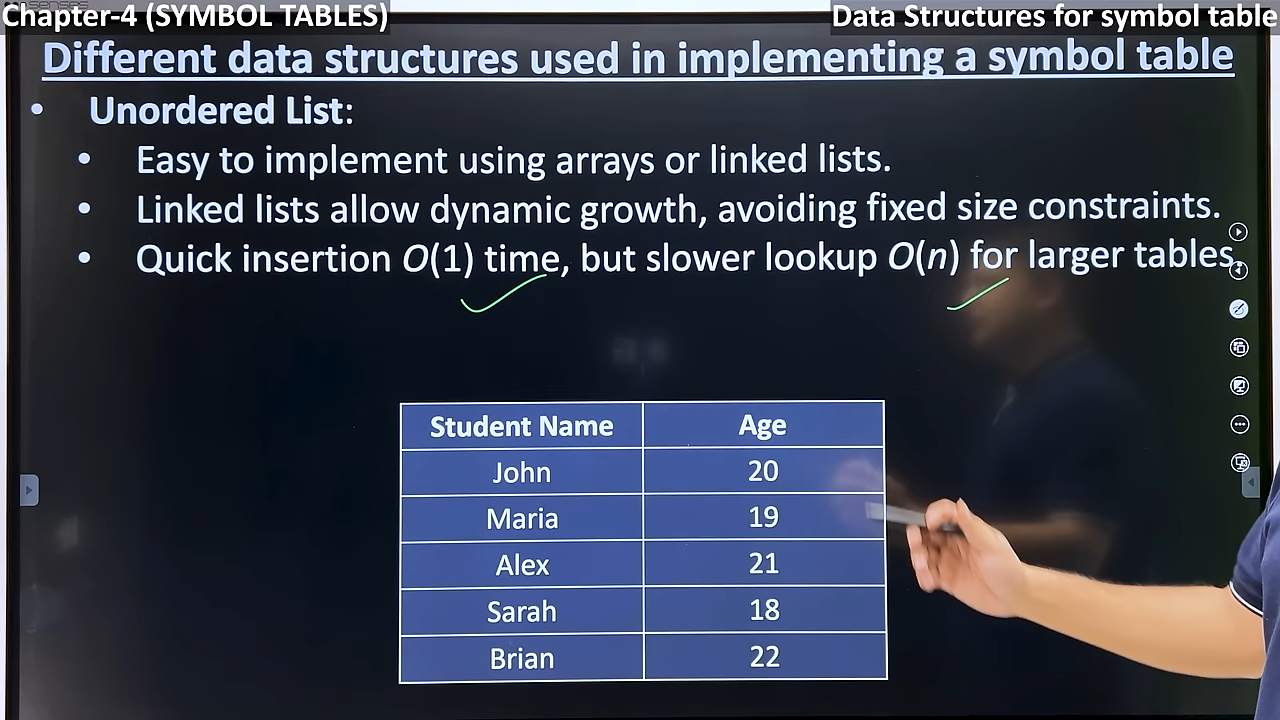 Chapter-4 (SYMBOL TABLES)
Data Structures for symbol table
Different data structures used in implementing a symbol table
• Unordered List:
• Easy to implement using arrays or linked lists.
• Linked lists allow dynamic growth, avoiding fixed size constraints.
• Quick insertion O(1) time, but slower lookup O(n) for larger tables.
Student Name Age
John 20
Maria 19
Alex 21
Sarah 18
Brian 22